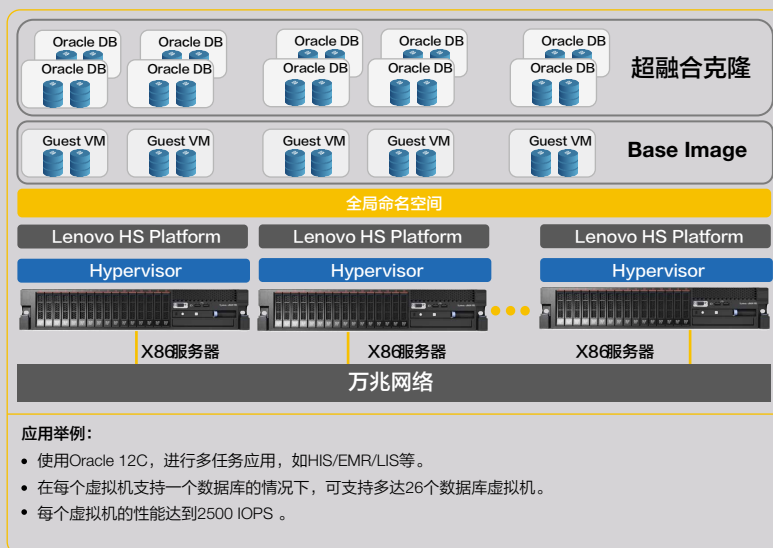 Oracle DB Oracle DB Oracle DB Oracle DB Oracle DB
Oracle DB Oracle DB Oracle DB Oracle DB Oracle DB
超融合克隆
Guest VM Guest VM Guest VM Guest VM Guest VM
Base Image
全局命名空间
Lenovo HS Platform Lenovo HS Platform Lenovo HS Platform
Hypervisor Hypervisor Hypervisor
X86服务器 X86服务器 X86服务器
万兆网络
应用举例：
• 使用Oracle 12C，进行多任务应用，如HIS/EMR/LIS等。
• 在每个虚拟机支持一个数据库的情况下，可支持多达26个数据库虚拟机。
• 每个虚拟机的性能达到2500 IOPS 。